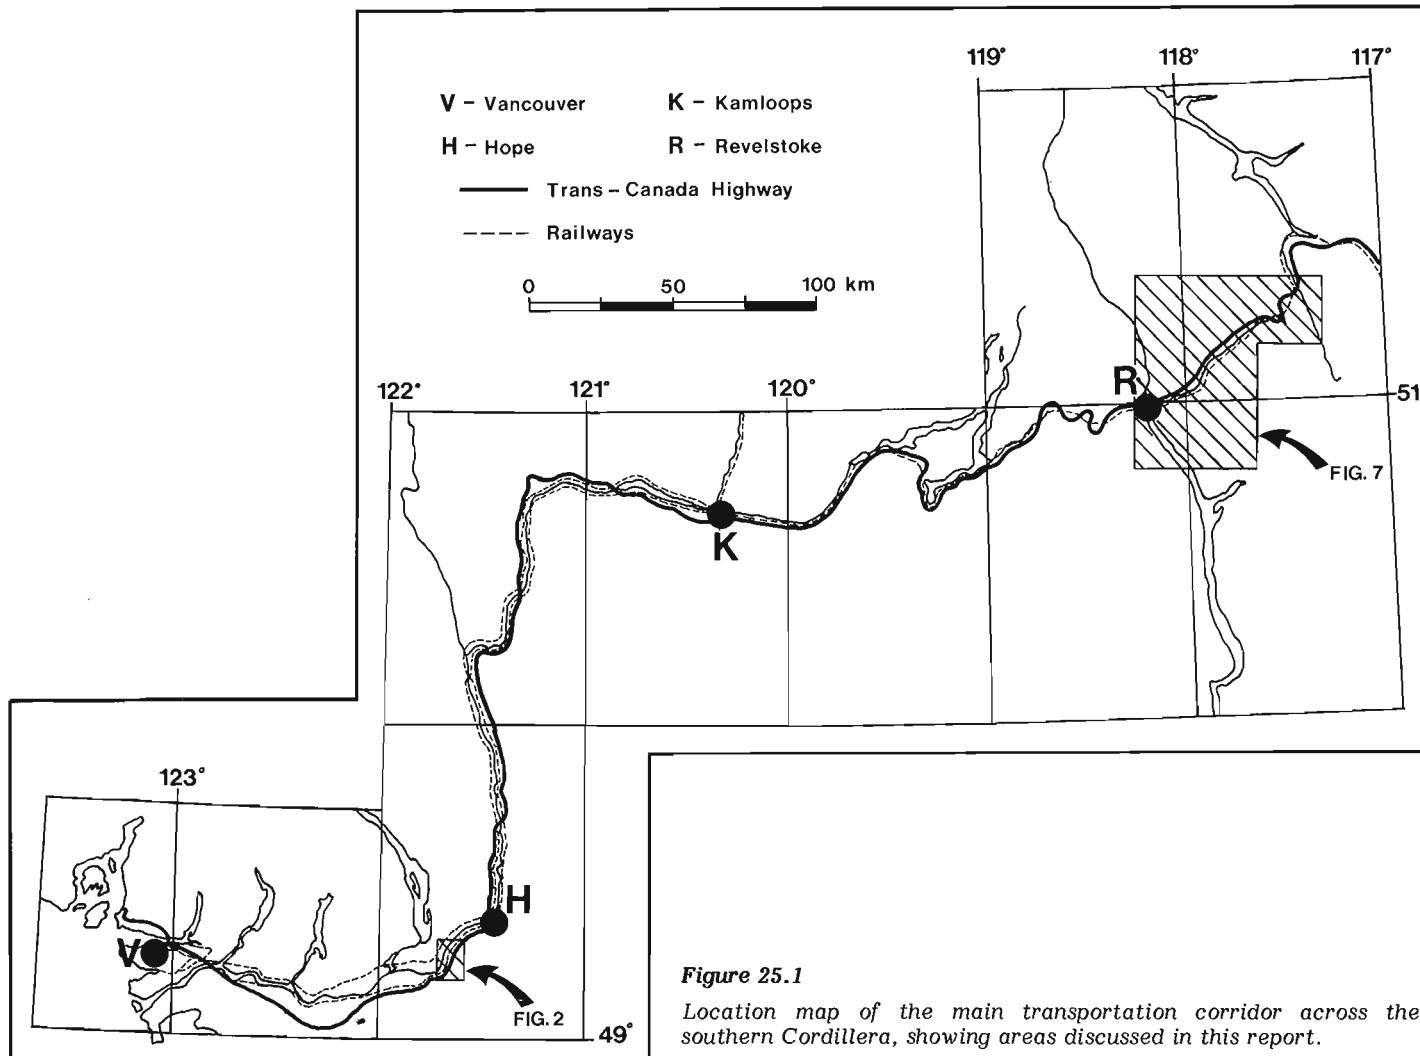 119° 118° 117°
V – Vancouver K – Kamloops
H – Hope R – Revelstoke
Trans – Canada Highway
Railways
0 50 100 km
122° 121° 120°
R
51
FIG. 7
K
123°
H
V
FIG. 2
49°
Figure 25.1
Location map of the main transportation corridor across the
southern Cordillera, showing areas discussed in this report.